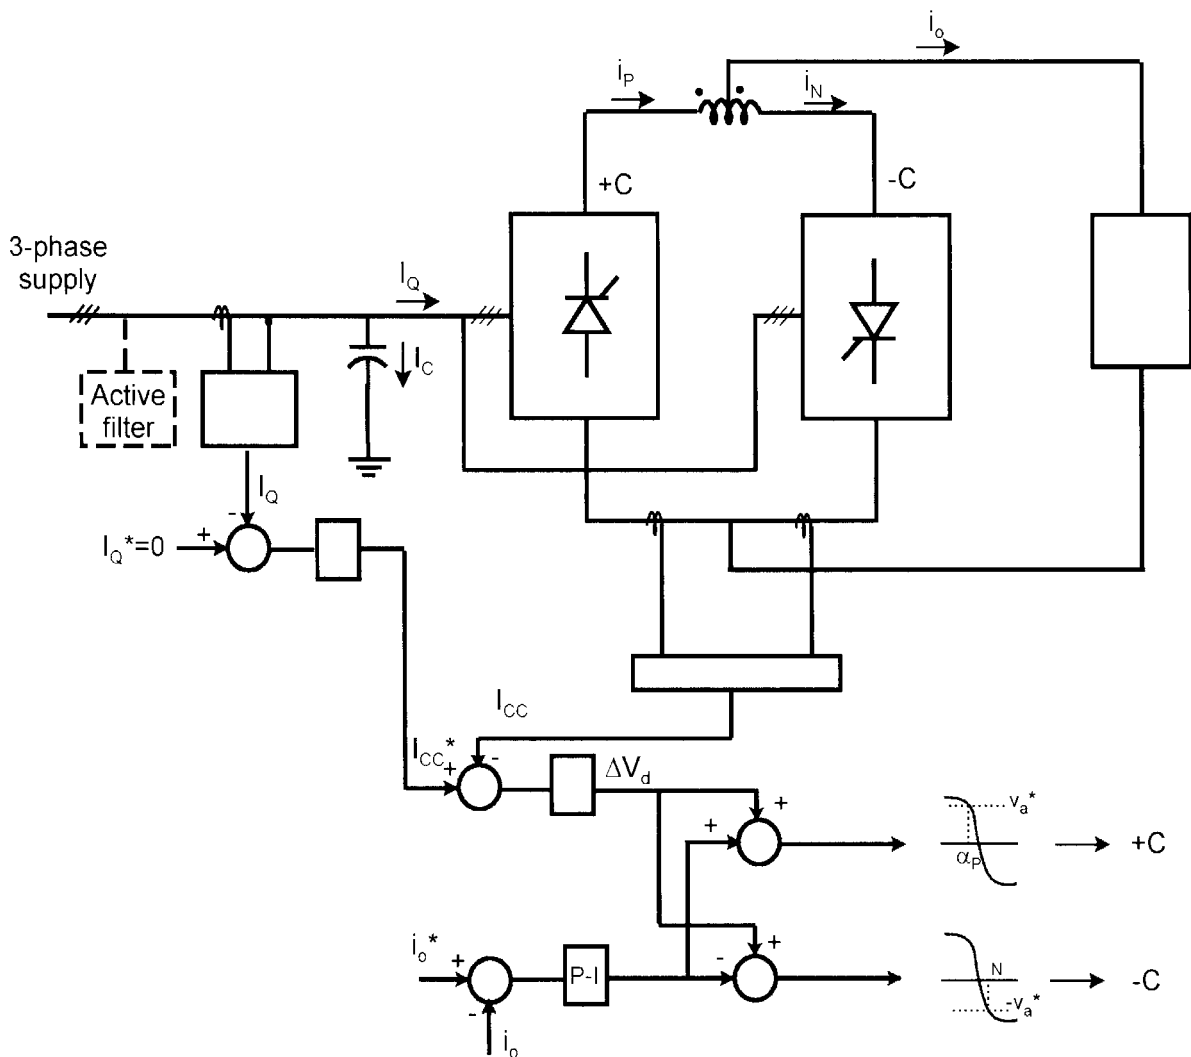 i_o
i_P
i_N
+C
-C
3-phase
supply
I_Q
I_C
Active
filter
I_Q
-
I_Q*=0
+
I_CC
I_CC*
+
-
ΔV_d
+
+
v_a*
α_P
+C
i_o*
+
P-I
-
+
N
-v_a*
-C
-
i_o